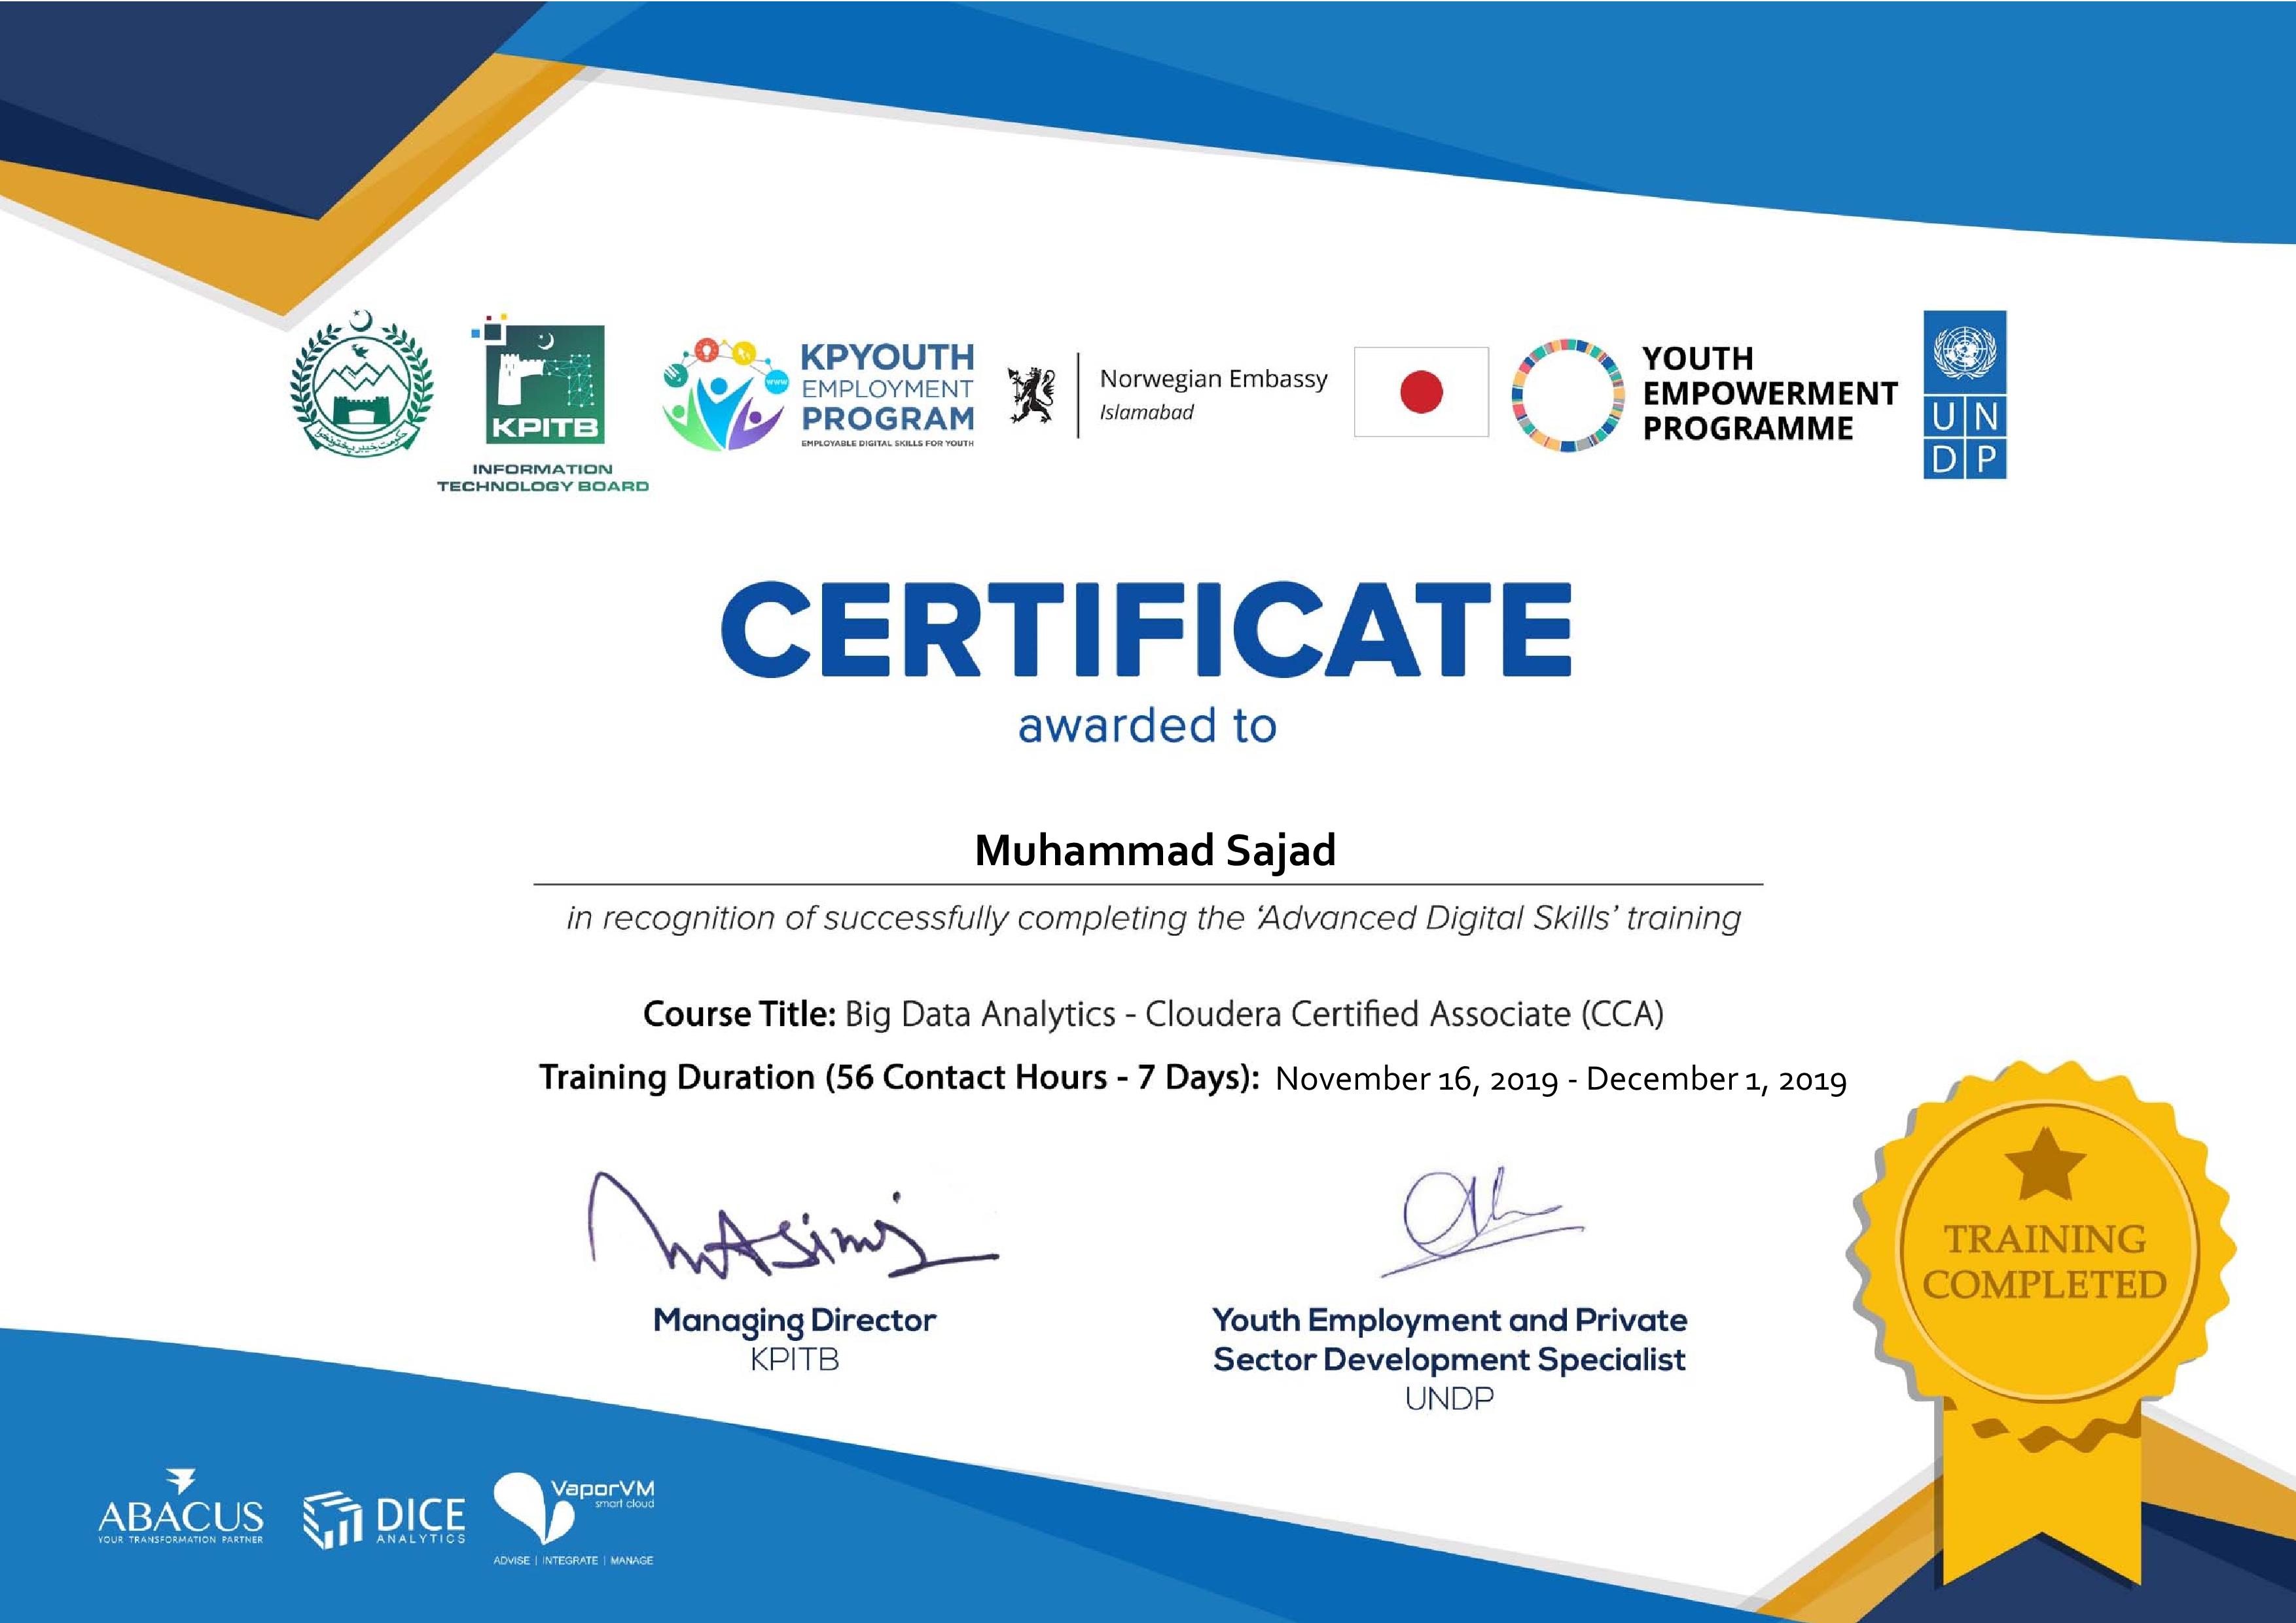 حکومت خیبر پختونخوا
KPITB
INFORMATION
TECHNOLOGY BOARD
KPYOUTH
EMPLOYMENT
PROGRAM
EMPLOYABLE DIGITAL SKILLS FOR YOUTH
www
Norwegian Embassy
Islamabad
YOUTH
EMPOWERMENT
PROGRAMME
U N
D P
CERTIFICATE
awarded to
Muhammad Sajad
in recognition of successfully completing the ‘Advanced Digital Skills’ training
Course Title: Big Data Analytics - Cloudera Certified Associate (CCA)
Training Duration (56 Contact Hours - 7 Days): November 16, 2019 - December 1, 2019
Managing Director
KPITB
Youth Employment and Private
Sector Development Specialist
UNDP
TRAINING
COMPLETED
ABACUS
YOUR TRANSFORMATION PARTNER
DICE
ANALYTICS
VaporVM
smart cloud
ADVISE | INTEGRATE | MANAGE